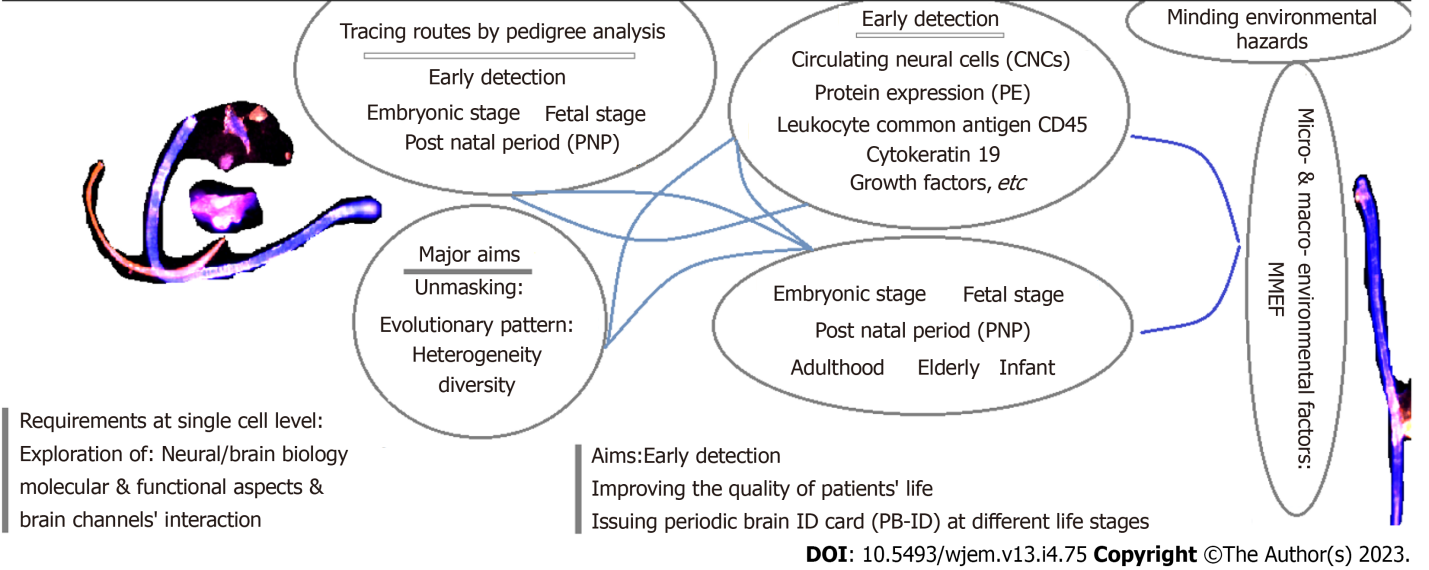 Tracing routes by pedigree analysis
Early detection
Embryonic stage Fetal stage
Post natal period (PNP)
Early detection
Circulating neural cells (CNCs)
Protein expression (PE)
Leukocyte common antigen CD45
Cytokeratin 19
Growth factors, etc
Minding environmental
hazards
Micro- & macro- environmental factors:
MMEF
Major aims
Unmasking:
Evolutionary pattern:
Heterogeneity
diversity
Embryonic stage Fetal stage
Post natal period (PNP)
Adulthood Elderly Infant
Requirements at single cell level:
Exploration of: Neural/brain biology
molecular & functional aspects &
brain channels' interaction
Aims:Early detection
Improving the quality of patients' life
Issuing periodic brain ID card (PB-ID) at different life stages
DOI: 10.5493/wjem.v13.i4.75 Copyright ©The Author(s) 2023.